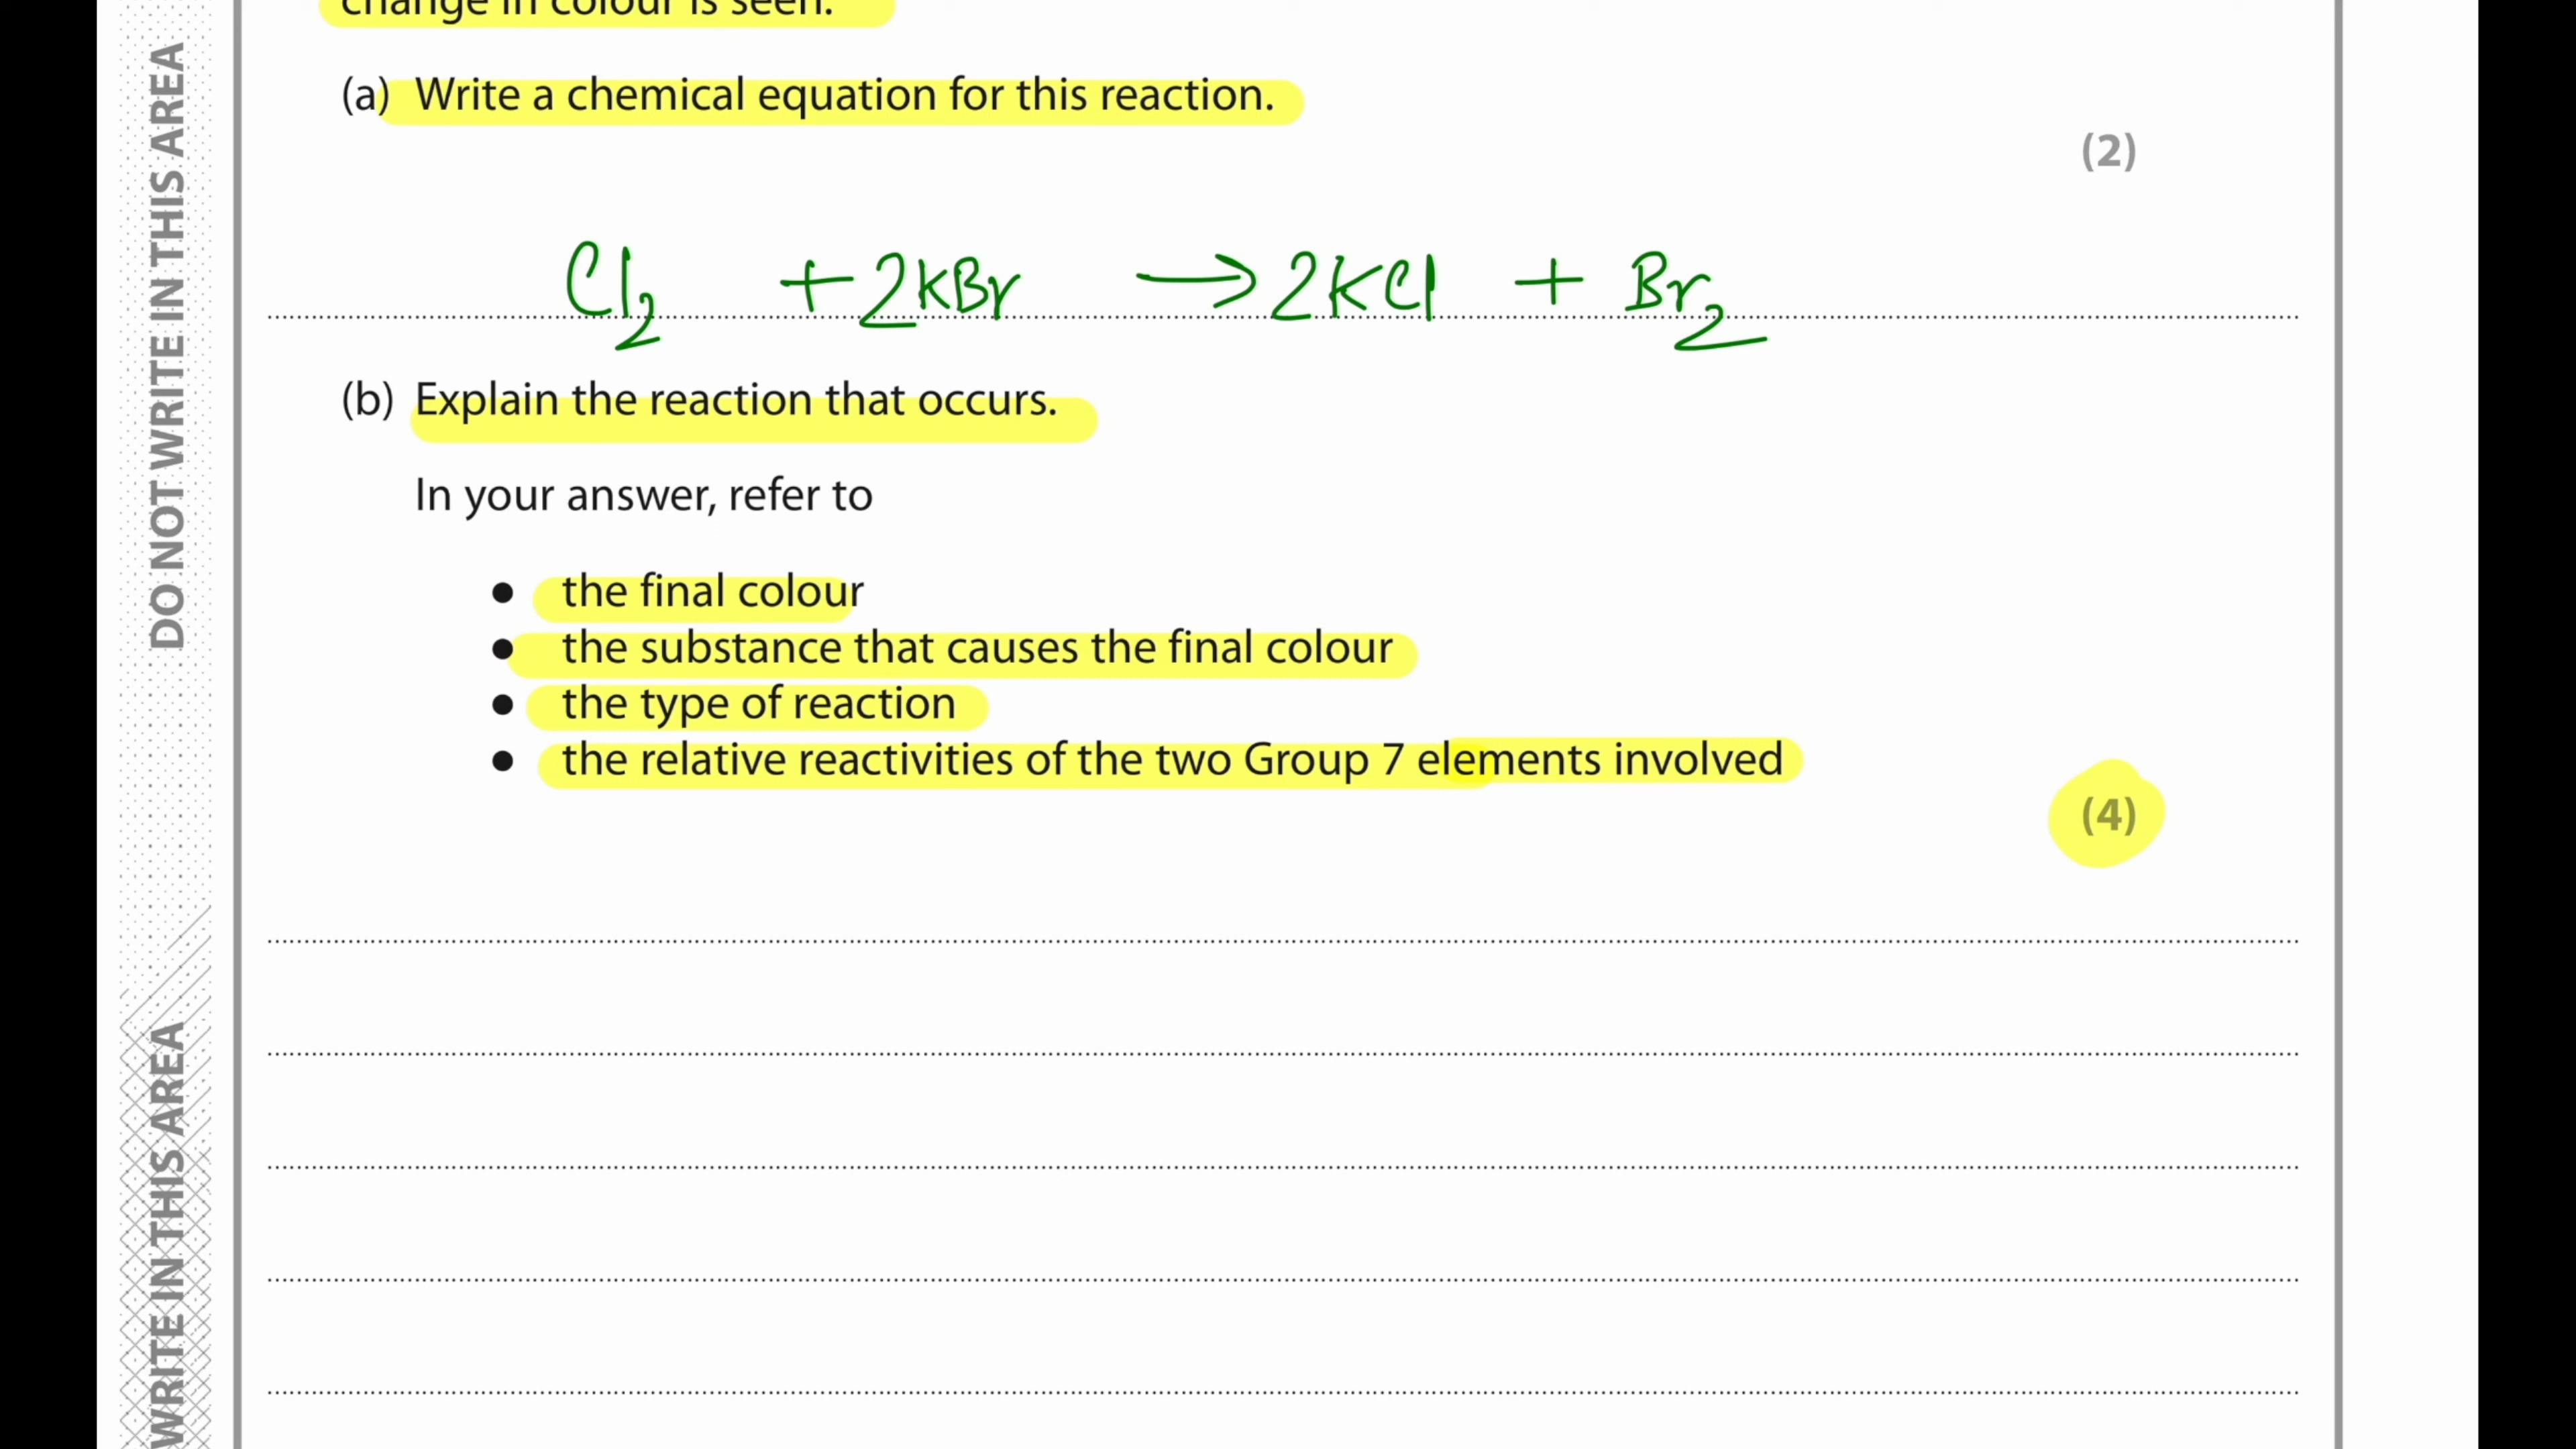 change in colour is seen.
(a) Write a chemical equation for this reaction.
(2)
Cl₂ + 2KBr → 2KCl + Br₂
(b) Explain the reaction that occurs.
In your answer, refer to
● the final colour
● the substance that causes the final colour
● the type of reaction
● the relative reactivities of the two Group 7 elements involved
(4)
DO NOT WRITE IN THIS AREA
WRITE IN THIS AREA